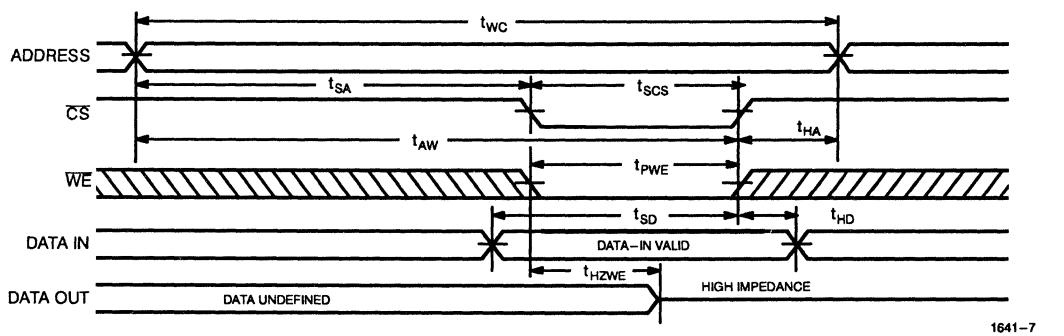 tWC
ADDRESS
tSA
tSCS
CS
tAW
tHA
tPWE
WE
tSD
tHD
DATA IN
DATA–IN VALID
tHZWE
HIGH IMPEDANCE
DATA OUT
DATA UNDEFINED
1641–7